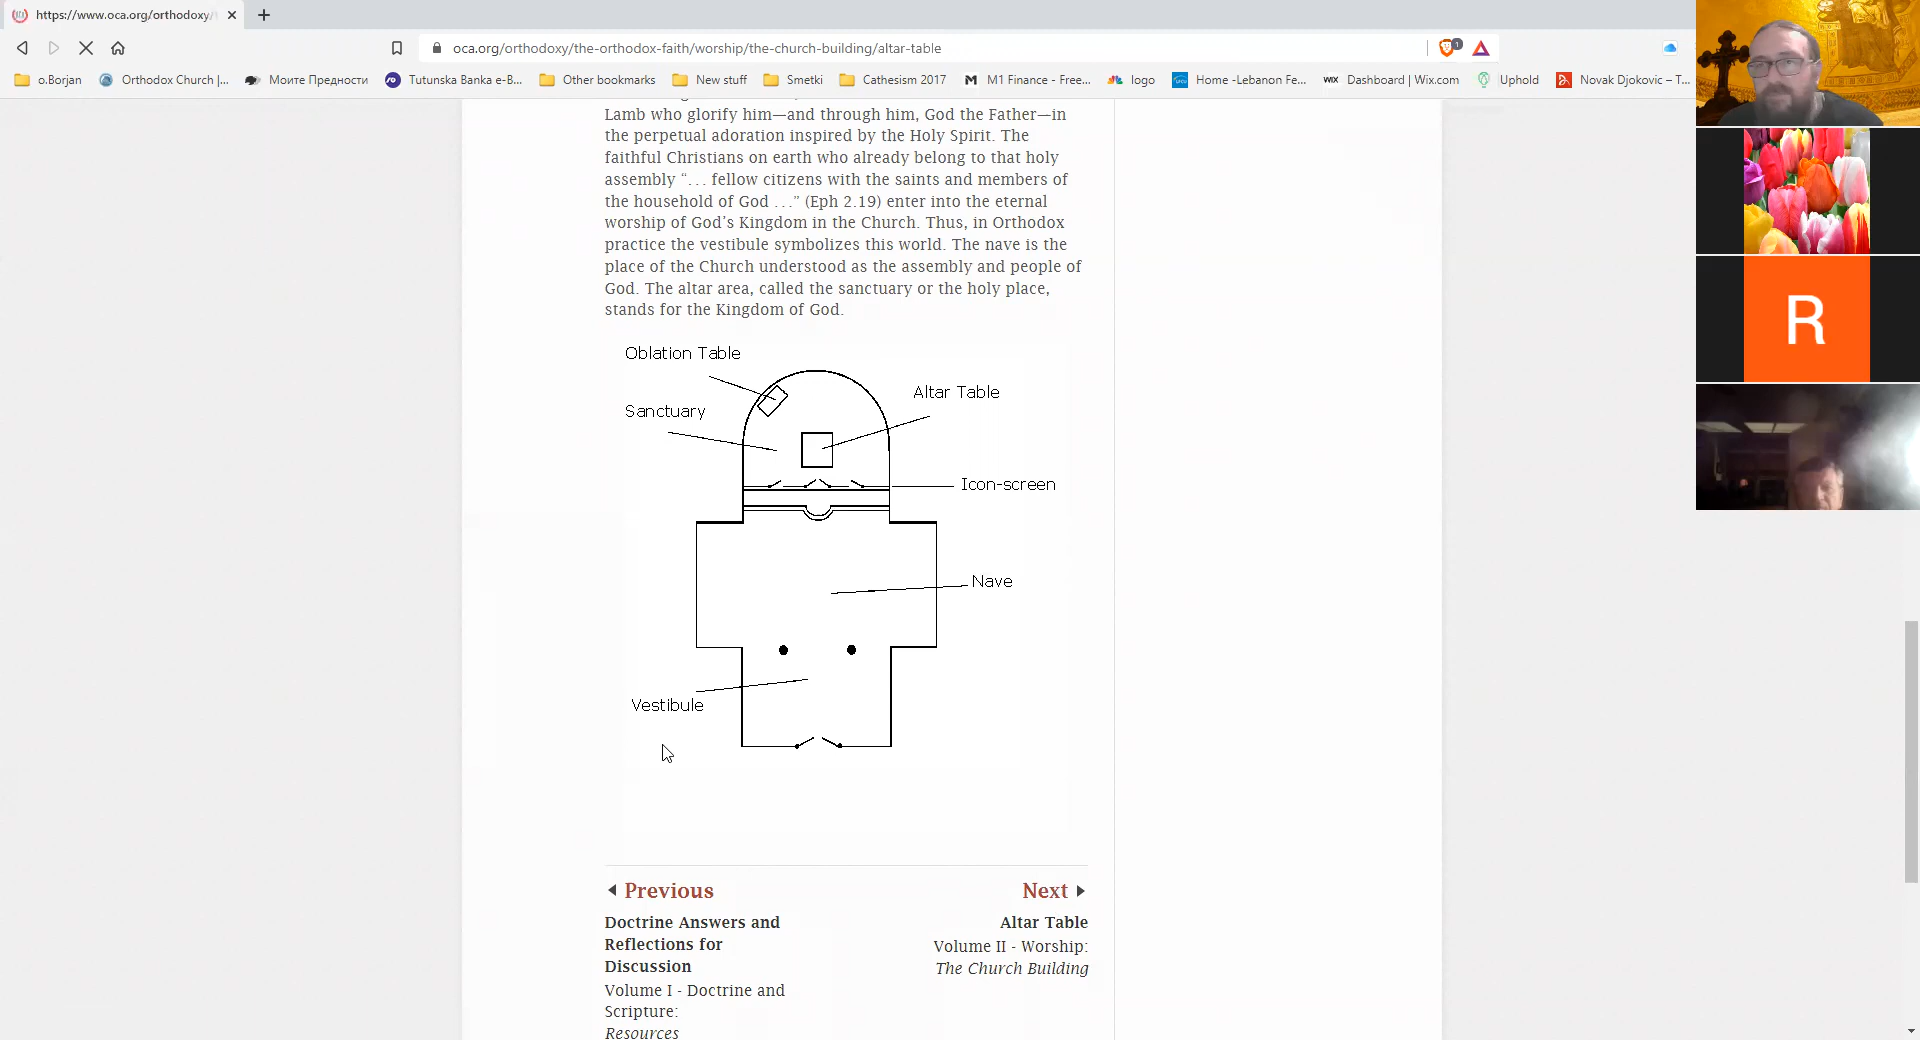 https://www.oca.org/orthodoxy/
oca.org/orthodoxy/the-orthodox-faith/worship/the-church-building/altar-table
1
o.Borjan
Orthodox Church |...
Моите Предности
Tutunska Banka e-B...
Other bookmarks
New stuff
Smetki
Cathesism 2017
M M1 Finance - Free...
logo
Home -Lebanon Fe...
WIX Dashboard | Wix.com
Uphold
Novak Djokovic – T...
Lamb who glorify him—and through him, God the Father—in
the perpetual adoration inspired by the Holy Spirit. The
faithful Christians on earth who already belong to that holy
assembly “. . . fellow citizens with the saints and members of
the household of God . . .” (Eph 2.19) enter into the eternal
worship of God’s Kingdom in the Church. Thus, in Orthodox
practice the vestibule symbolizes this world. The nave is the
place of the Church understood as the assembly and people of
God. The altar area, called the sanctuary or the holy place,
stands for the Kingdom of God.
Oblation Table
Altar Table
Sanctuary
Icon-screen
Nave
Vestibule
Previous
Doctrine Answers and
Reflections for
Discussion
Volume I - Doctrine and
Scripture:
Resources
Next
Altar Table
Volume II - Worship:
The Church Building
R